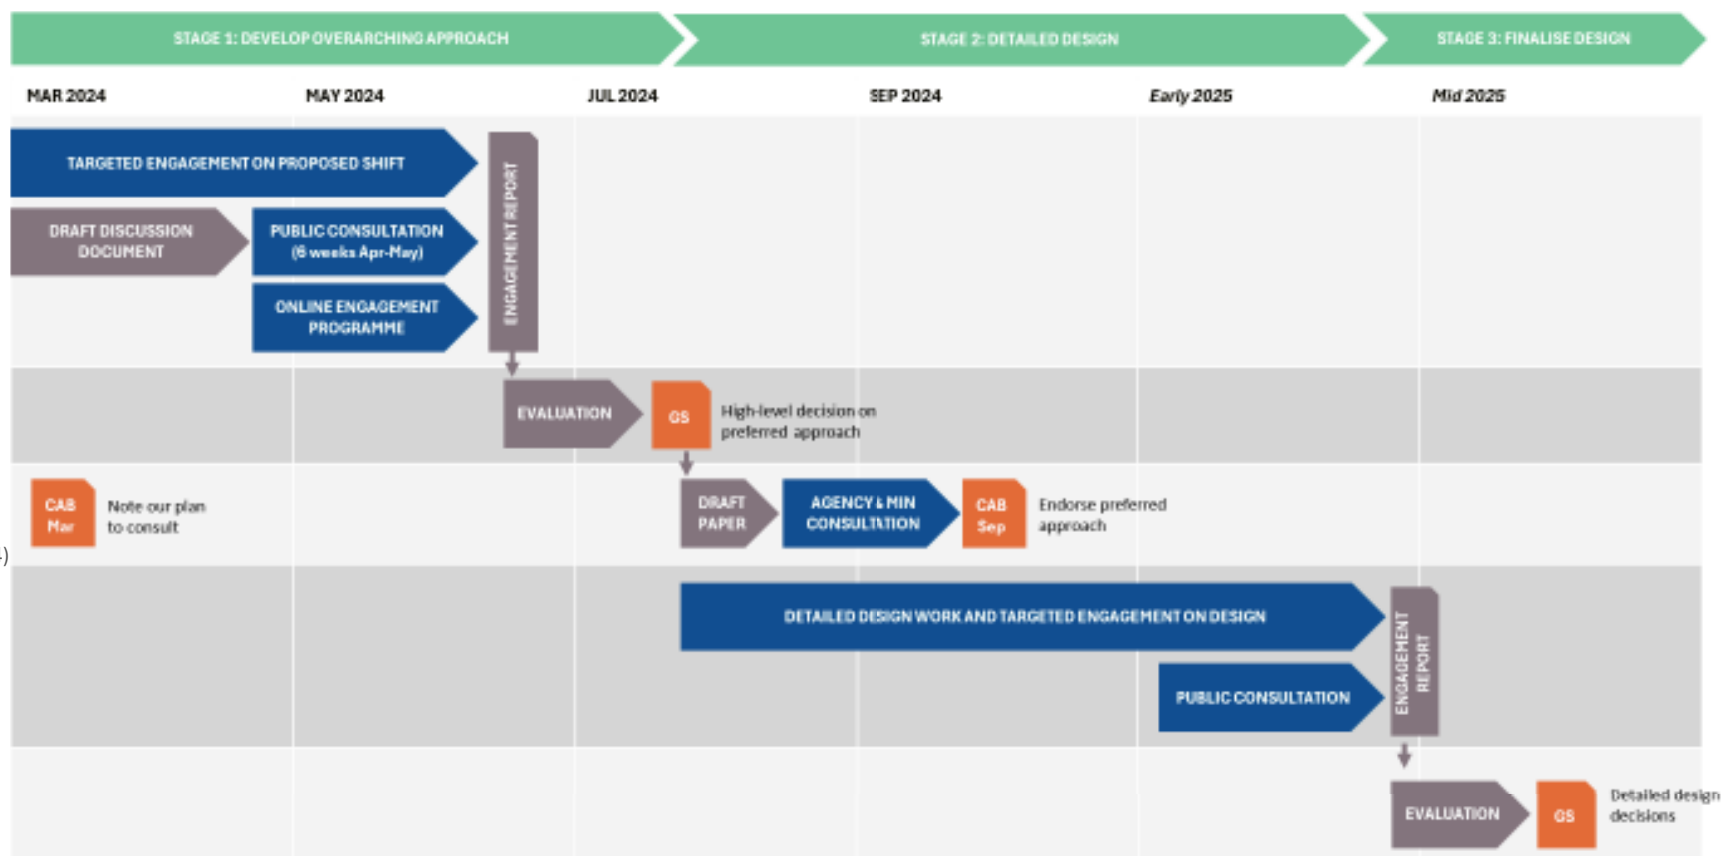 STAGE 1: DEVELOP OVERARCHING APPROACH
STAGE 2: DETAILED DESIGN
STAGE 3: FINALISE DESIGN
MAR 2024
MAY 2024
JUL 2024
SEP 2024
Early 2025
Mid 2025
TARGETED ENGAGEMENT ON PROPOSED SHIFT
ENGAGEMENT REPORT
DRAFT DISCUSSION
DOCUMENT
PUBLIC CONSULTATION
(6 weeks Apr-May)
ONLINE ENGAGEMENT
PROGRAMME
EVALUATION
GS
High-level decision on
preferred approach
CAB
Mar
Note our plan
to consult
DRAFT
PAPER
AGENCY & MIN
CONSULTATION
CAB
Sep
Endorse preferred
approach
DETAILED DESIGN WORK AND TARGETED ENGAGEMENT ON DESIGN
ENGAGEMENT
REPORT
PUBLIC CONSULTATION
EVALUATION
GS
Detailed design
decisions